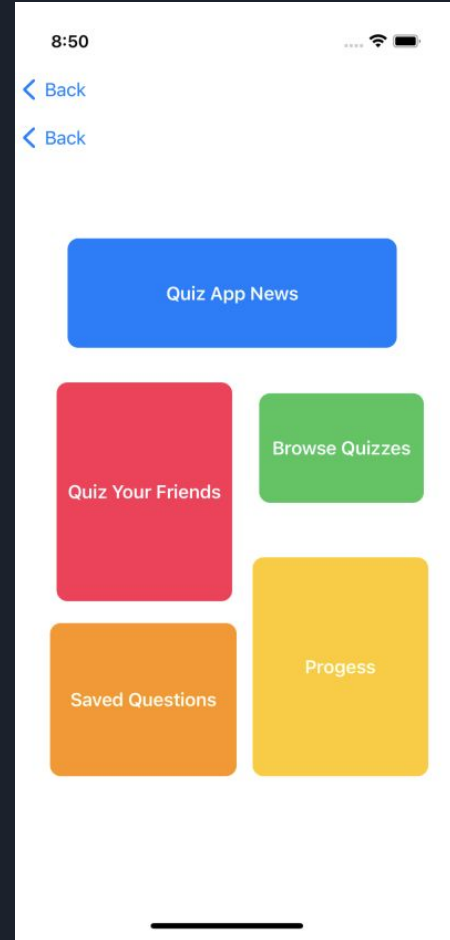 8:50
Back
Back
Quiz App News
Quiz Your Friends
Browse Quizzes
Saved Questions
Progess